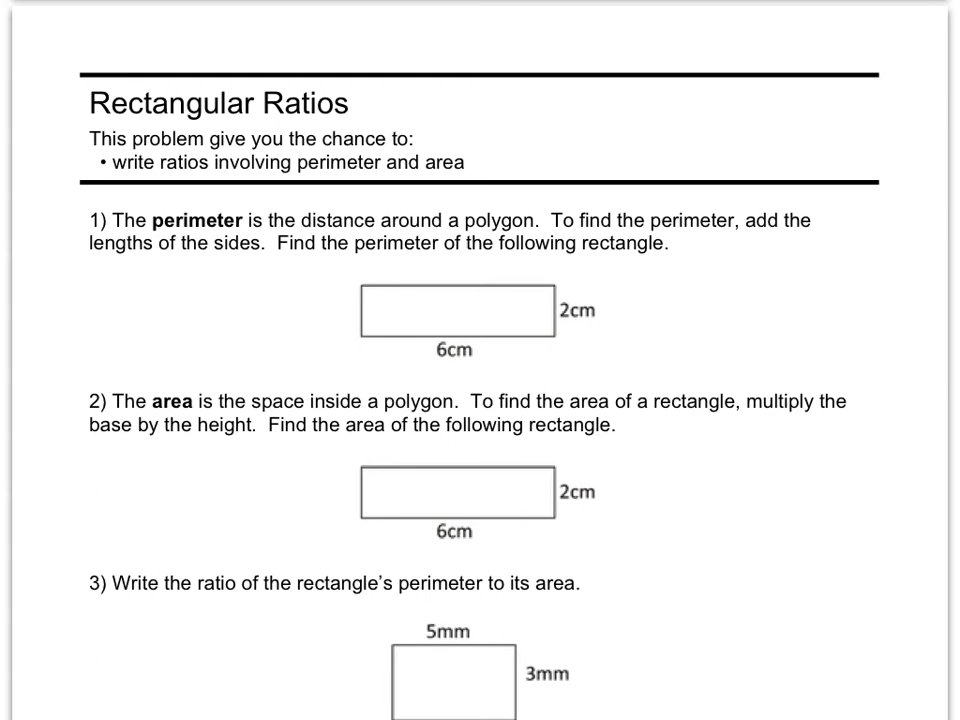 Rectangular Ratios
This problem give you the chance to:
• write ratios involving perimeter and area
1) The perimeter is the distance around a polygon.  To find the perimeter, add the
lengths of the sides.  Find the perimeter of the following rectangle.
2cm
6cm
2) The area is the space inside a polygon.  To find the area of a rectangle, multiply the
base by the height.  Find the area of the following rectangle.
2cm
6cm
3) Write the ratio of the rectangle’s perimeter to its area.
5mm
3mm